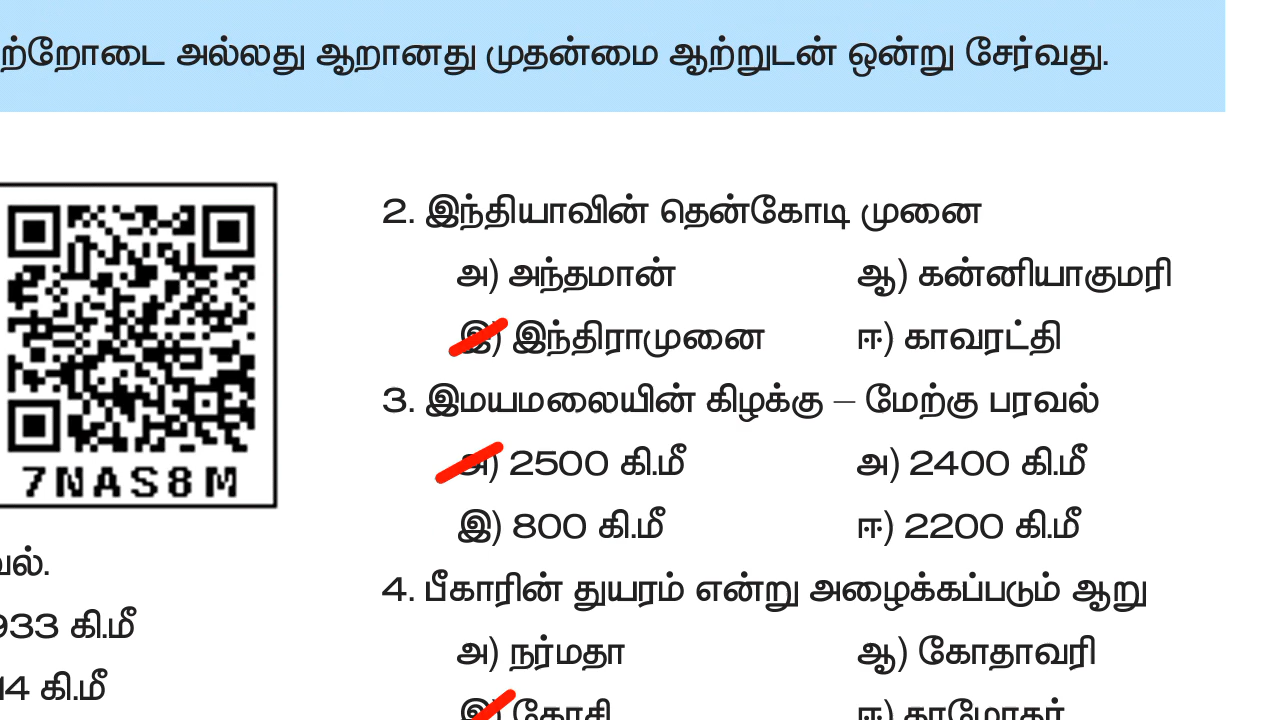 ற்றோடை அல்லது ஆறானது முதன்மை ஆற்றுடன் ஒன்று சேர்வது.
7NAS8M
வல்.
933 கி.மீ
14 கி.மீ
2. இந்தியாவின் தென்கோடி முனை
அ) அந்தமான் ஆ) கன்னியாகுமரி
இ) இந்திராமுனை ஈ) காவரட்தி
3. இமயமலையின் கிழக்கு – மேற்கு பரவல்
அ) 2500 கி.மீ அ) 2400 கி.மீ
இ) 800 கி.மீ ஈ) 2200 கி.மீ
4. பீகாரின் துயரம் என்று அழைக்கப்படும் ஆறு
அ) நர்மதா ஆ) கோதாவரி
இ) கோசி ஈ) தாமோதர்